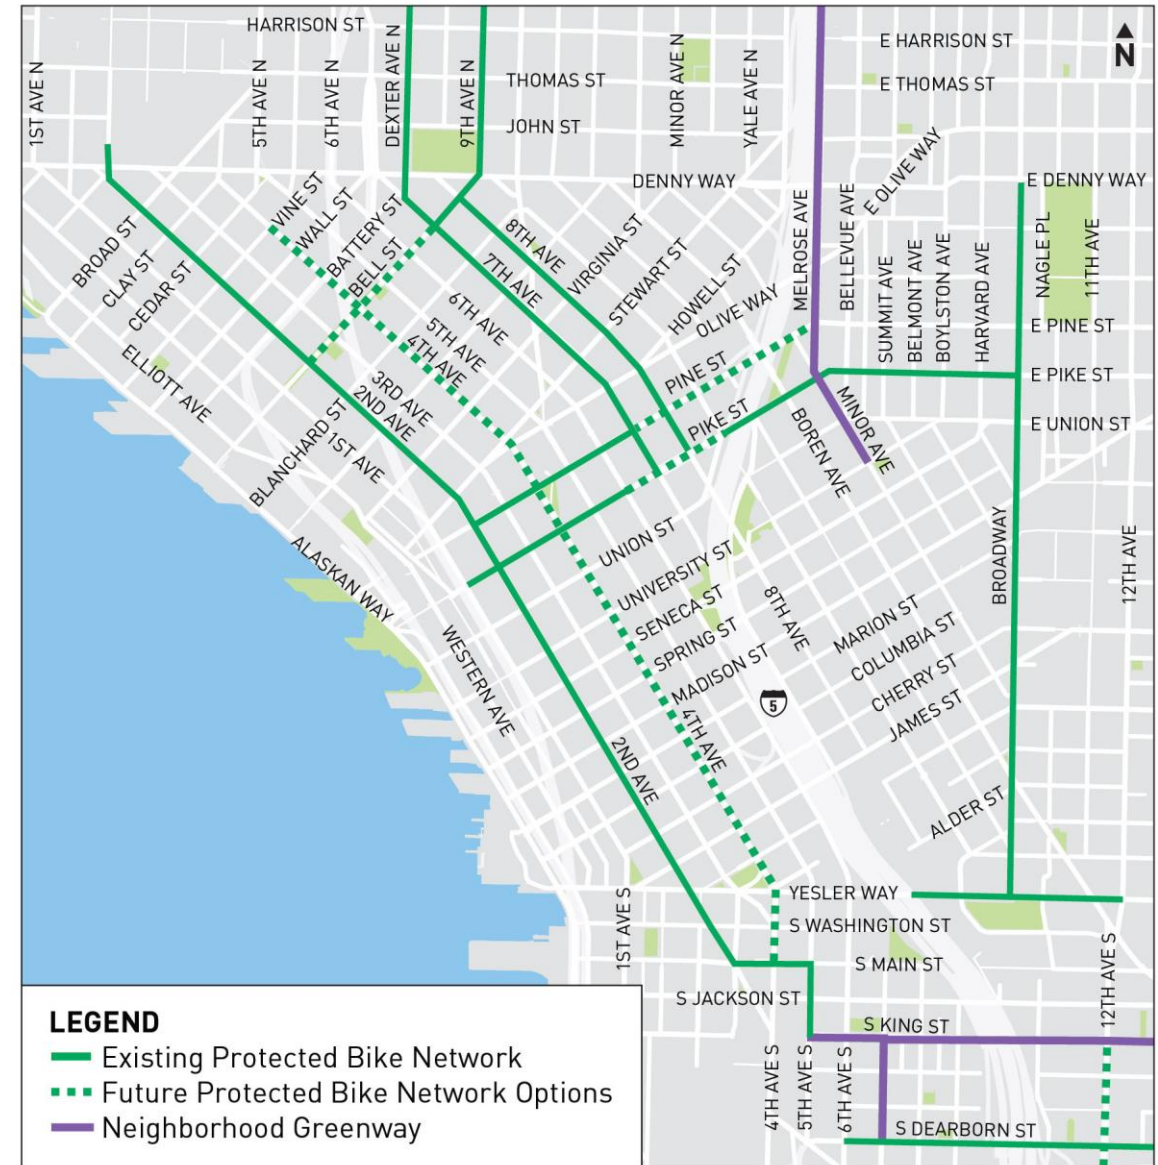 HARRISON ST
1ST AVE N
5TH AVE N
6TH AVE N
DEXTER AVE N
9TH AVE N
THOMAS ST
JOHN ST
MINOR AVE N
YALE AVE N
E HARRISON ST
E THOMAS ST
N
DENNY WAY
E OLIVE WAY
E DENNY WAY
VINE ST
WALL ST
BATTERY ST
BELL ST
BROAD ST
CLAY ST
CEDAR ST
8TH AVE
7TH AVE
VIRGINIA ST
STEWART ST
HOWELL ST
OLIVE WAY
MELROSE AVE
BELLEVUE AVE
SUMMIT AVE
BELMONT AVE
BOYLSTON AVE
HARVARD AVE
NAGLE PL
11TH AVE
6TH AVE
5TH AVE
4TH AVE
3RD AVE
2ND AVE
1ST AVE
ELLIOTT AVE
BLANCHARD ST
PINE ST
PIKE ST
E PINE ST
E PIKE ST
E UNION ST
MINOR AVE
BOREN AVE
ALASKAN WAY
WESTERN AVE
UNION ST
UNIVERSITY ST
SENECA ST
SPRING ST
MADISON ST
8TH AVE
BROADWAY
12TH AVE
MARION ST
COLUMBIA ST
CHERRY ST
JAMES ST
5
4TH AVE
2ND AVE
ALDER ST
YESLER WAY
1ST AVE S
S WASHINGTON ST
S MAIN ST
S JACKSON ST
S KING ST
12TH AVE S
4TH AVE S
5TH AVE S
6TH AVE S
S DEARBORN ST
LEGEND
Existing Protected Bike Network
Future Protected Bike Network Options
Neighborhood Greenway